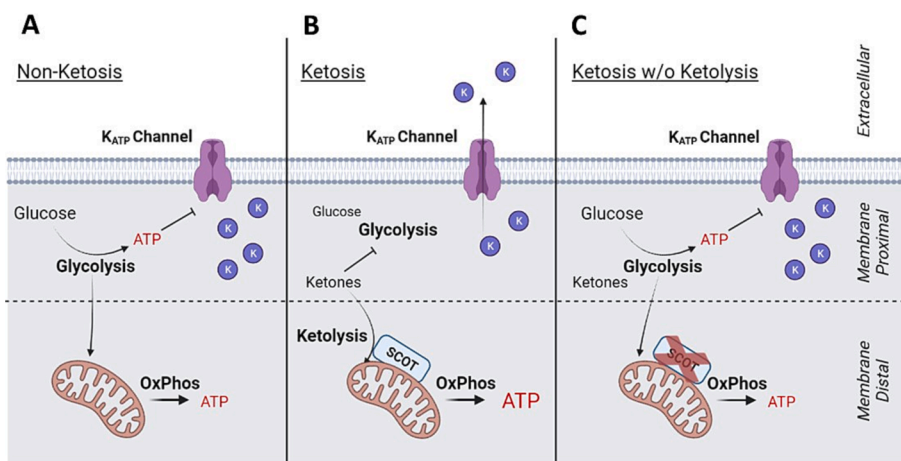 A
Non-Ketosis
KATP Channel
K
K
K
K
Glucose
ATP
Glycolysis
OxPhos
ATP
B
Ketosis
K
K
KATP Channel
K
K
Glucose
Glycolysis
Ketones
Ketolysis
SCOT
OxPhos
ATP
C
Ketosis w/o Ketolysis
KATP Channel
K
K
K
K
Glucose
ATP
Glycolysis
Ketones
SCOT
OxPhos
ATP
Extracellular
Membrane
Proximal
Membrane
Distal